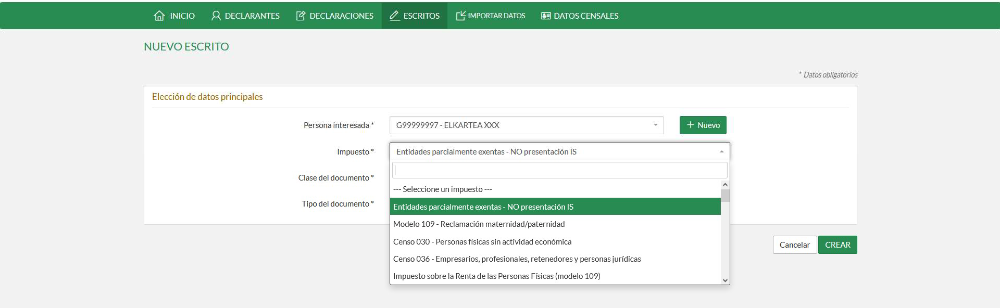 INICIO DECLARANTES DECLARACIONES ESCRITOS IMPORTAR DATOS DATOS CENSALES
NUEVO ESCRITO
* Datos obligatorios
Elección de datos principales
Persona interesada * G99999997 - ELKARTEA XXX + Nuevo
Impuesto * Entidades parcialmente exentas - NO presentación IS
Clase del documento *
--- Seleccione un impuesto ---
Tipo del documento * Entidades parcialmente exentas - NO presentación IS
Modelo 109 - Reclamación maternidad/paternidad
Censo 030 - Personas físicas sin actividad económica
Cancelar CREAR
Censo 036 - Empresarios, profesionales, retenedores y personas jurídicas
Impuesto sobre la Renta de las Personas Físicas (modelo 109)